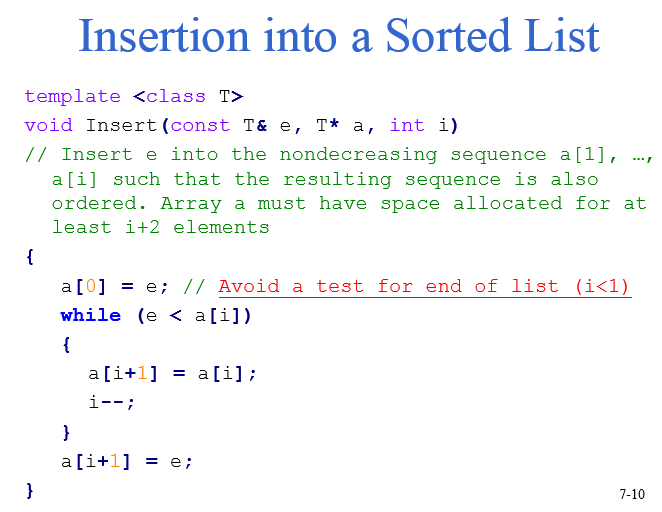 Insertion into a Sorted List
template <class T>
void Insert(const T& e, T* a, int i)
// Insert e into the nondecreasing sequence a[1], …,
a[i] such that the resulting sequence is also
ordered. Array a must have space allocated for at
least i+2 elements
{
a[0] = e; // Avoid a test for end of list (i<1)
while (e < a[i])
{
a[i+1] = a[i];
i--;
}
a[i+1] = e;
}
7-10